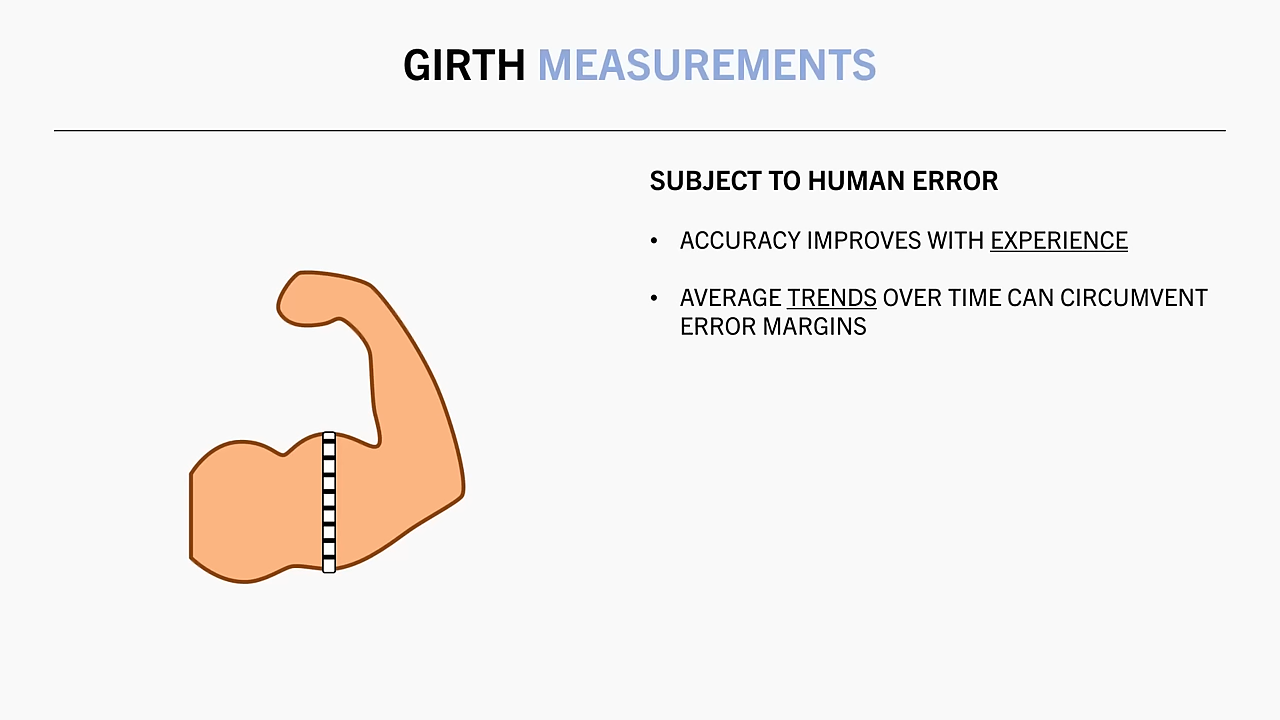 GIRTH MEASUREMENTS
SUBJECT TO HUMAN ERROR
• ACCURACY IMPROVES WITH EXPERIENCE
• AVERAGE TRENDS OVER TIME CAN CIRCUMVENT
ERROR MARGINS